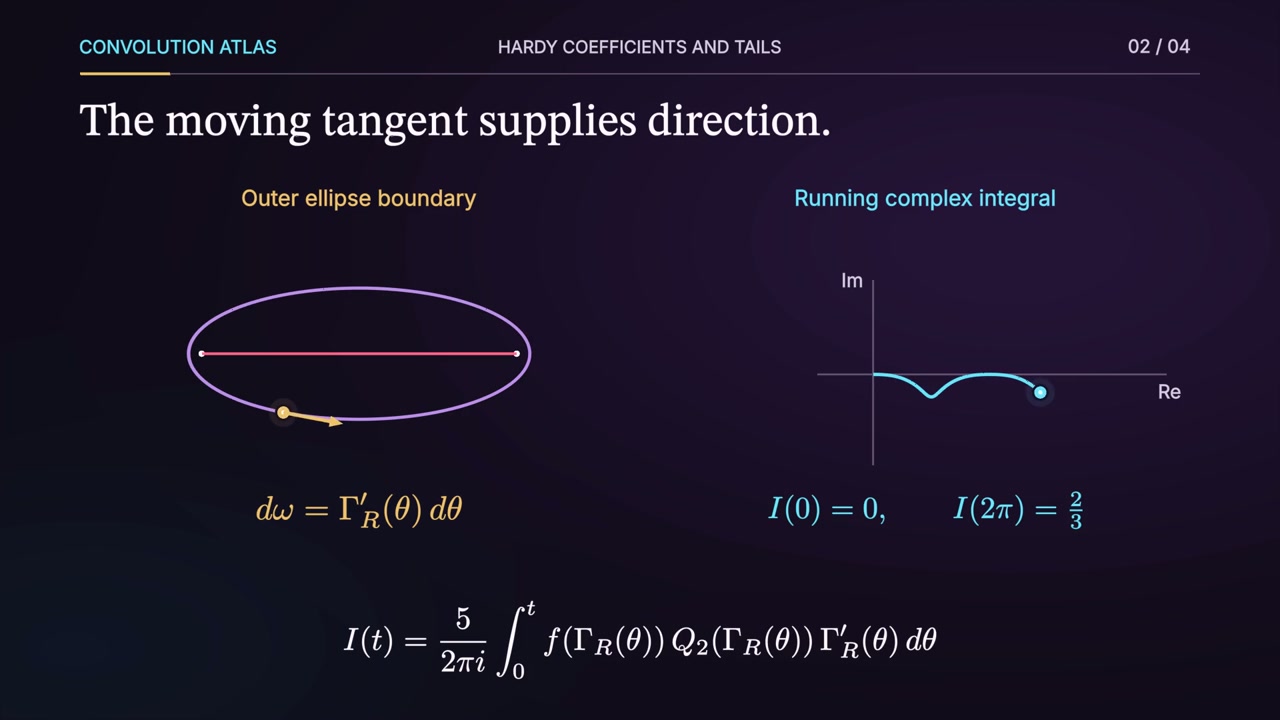 CONVOLUTION ATLAS HARDY COEFFICIENTS AND TAILS 02 / 04
The moving tangent supplies direction.
Outer ellipse boundary
Running complex integral
Im
Re
dω = Γ′_R(θ) dθ
I(0) = 0, I(2π) = 2/3
I(t) = 5/(2πi) ∫_0^t f(Γ_R(θ)) Q_2(Γ_R(θ)) Γ′_R(θ) dθ